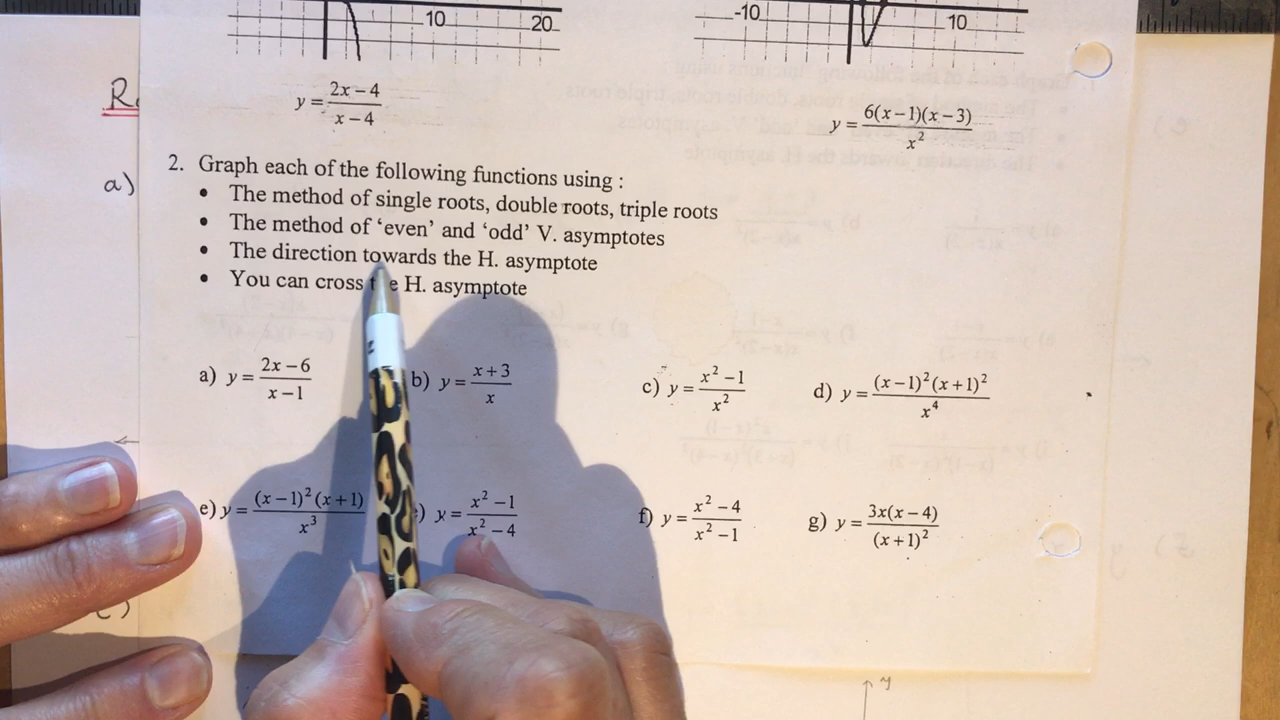 10 20 -10 10
y = (2x − 4)/(x − 4)
y = 6(x − 1)(x − 3)/x²
2. Graph each of the following functions using :
• The method of single roots, double roots, triple roots
• The method of ‘even’ and ‘odd’ V. asymptotes
a)
• The direction towards the H. asymptote
• You can cross H. asymptote
a) y = (2x − 6)/(x − 1) b) y = (x + 3)/x c) y = (x² − 1)/x² d) y = (x − 1)²(x + 1)²/x⁴
e) y = (x − 1)²(x + 1)/x³ ) y = (x² − 1)/(x² − 4) f) y = (x² − 4)/(x² − 1) g) y = 3x(x − 4)/(x + 1)²
y